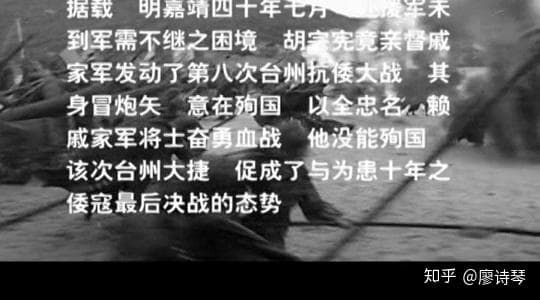 据载 明嘉靖四十年七月 援军未
到军需不继之困境 胡宗宪竟亲督戚
家军发动了第八次台州抗倭大战 其
身冒炮矢 意在殉国 以全忠名 赖
戚家军将士奋勇血战 他没能殉国
该次台州大捷 促成了与为患十年之
倭寇最后决战的态势
知乎 @廖诗琴